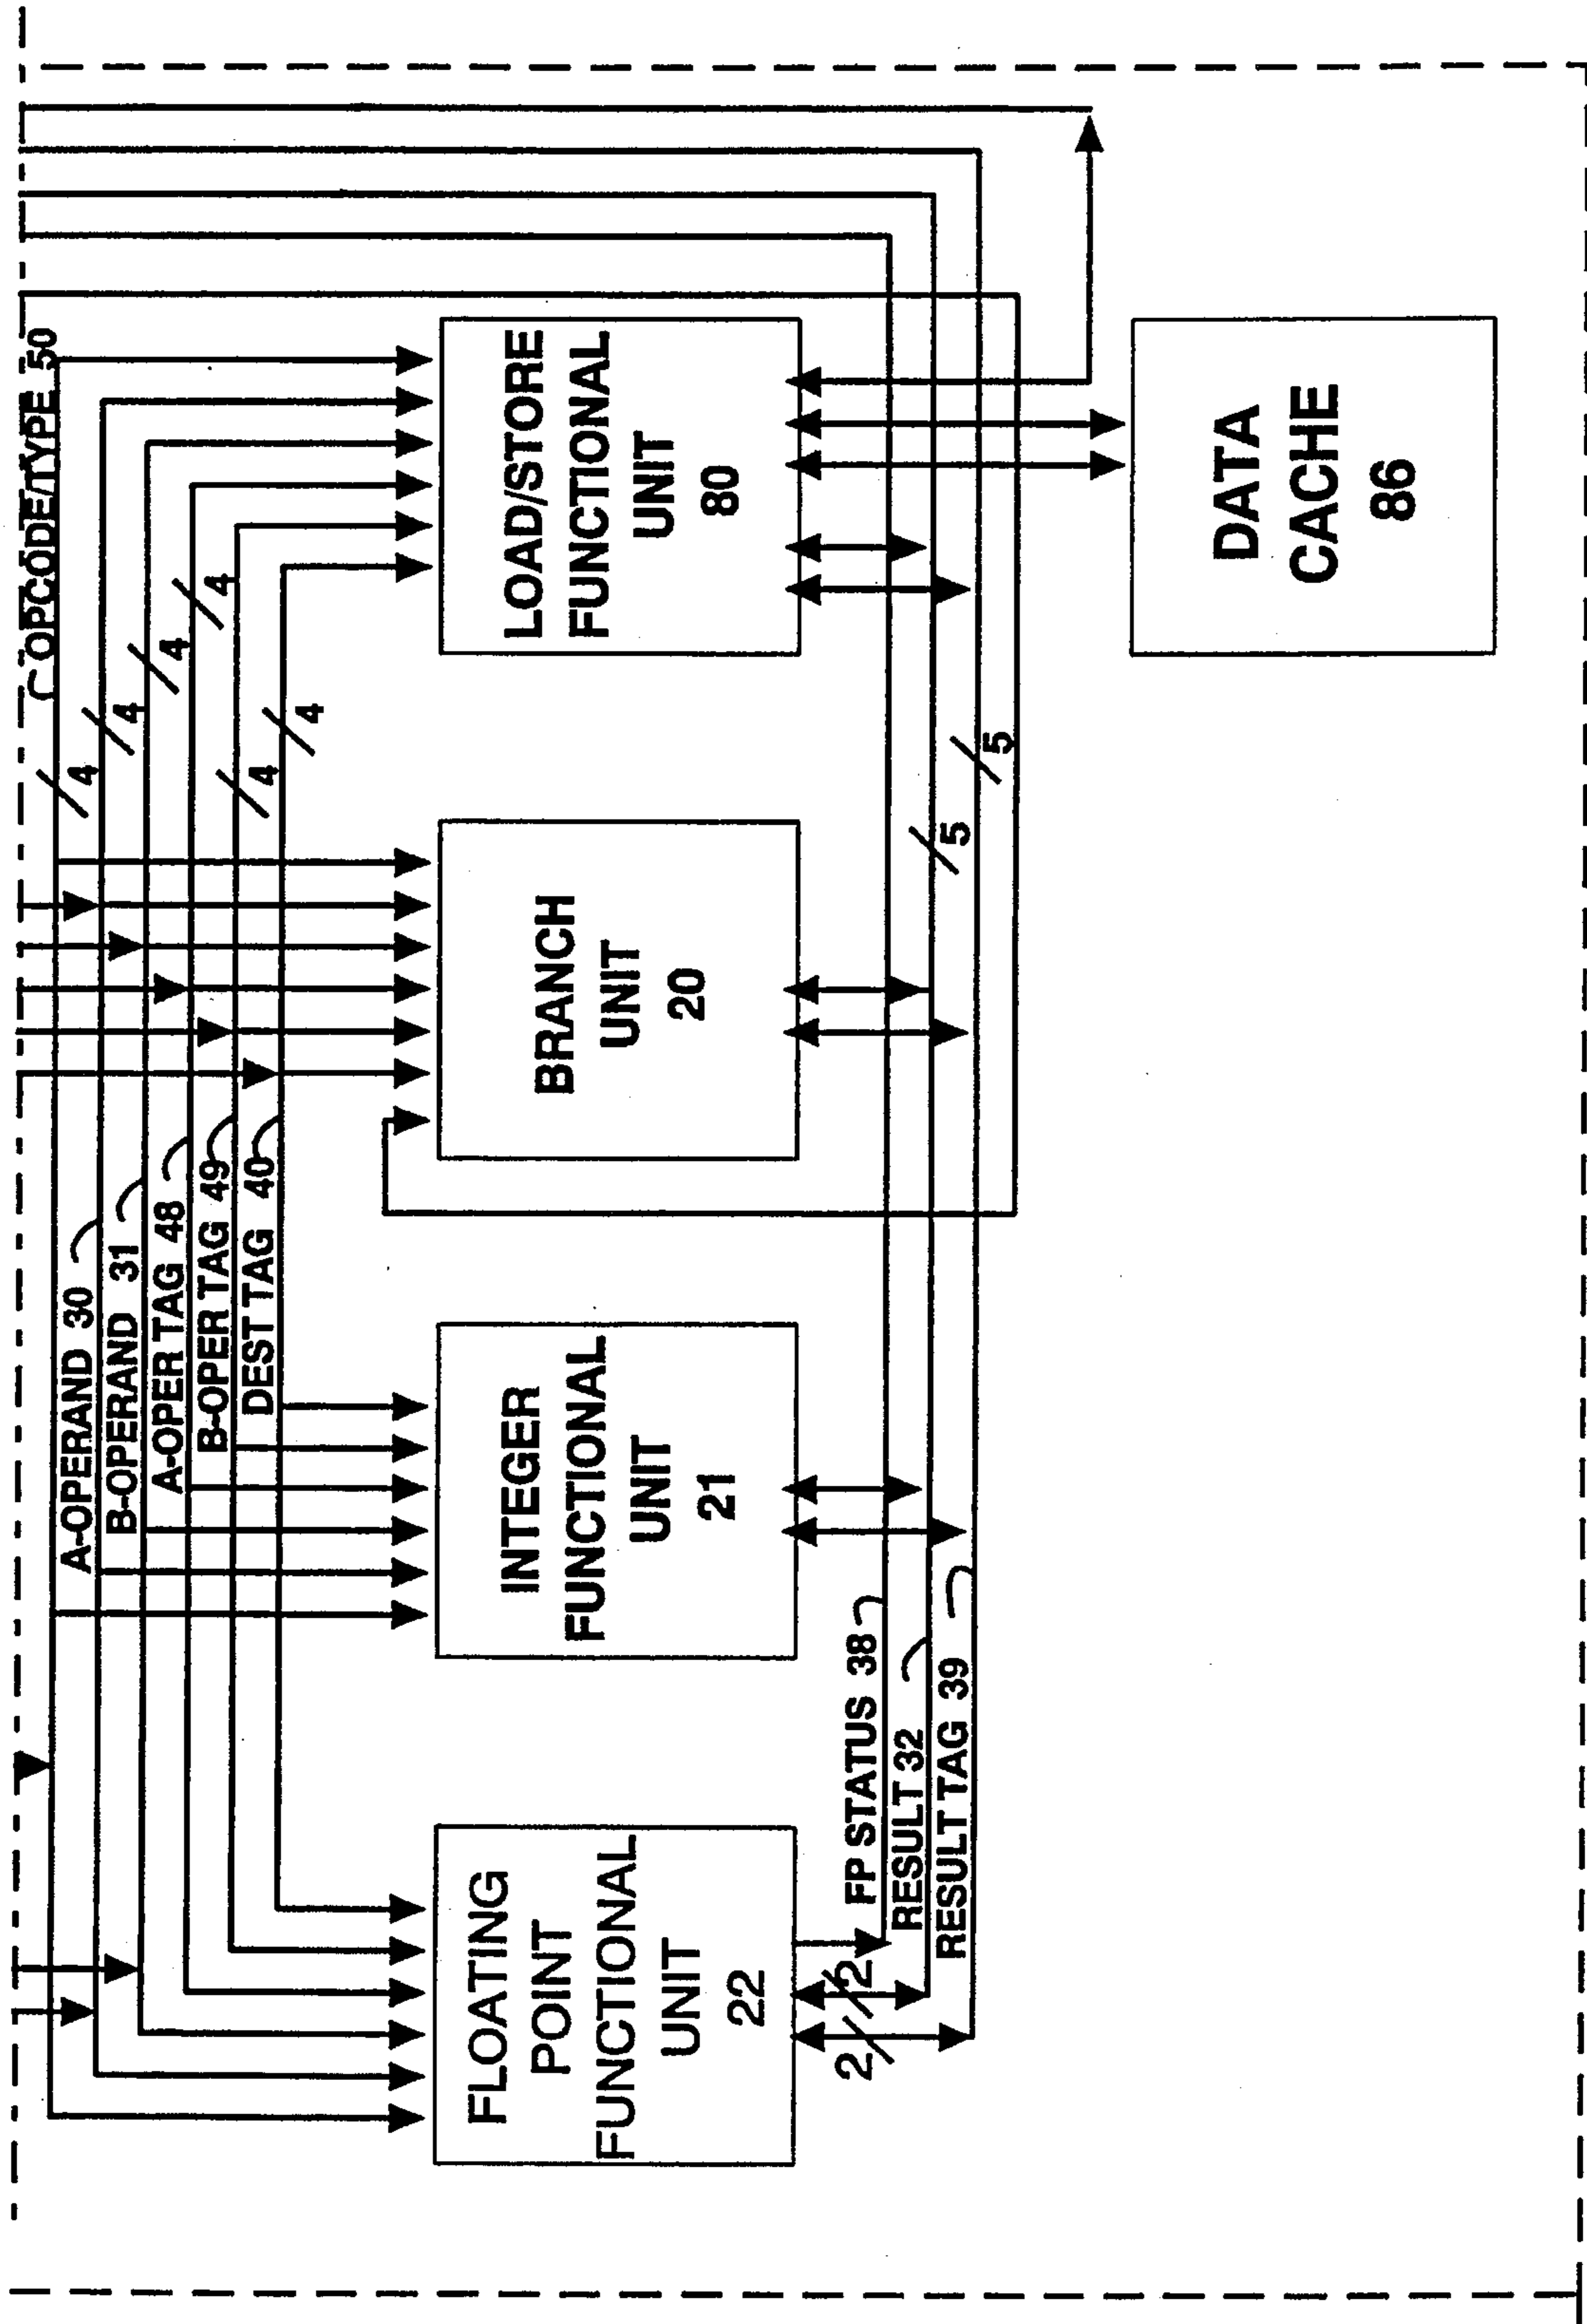 OPCODE/TYPE 50
A-OPERAND 30
B-OPERAND 31
A-OPER TAG 48
B-OPER TAG 49
DEST TAG 40
4
4
4
4
4
4
FLOATING
POINT
FUNCTIONAL
UNIT
22
INTEGER
FUNCTIONAL
UNIT
21
BRANCH
UNIT
20
LOAD/STORE
FUNCTIONAL
UNIT
80
2
2
FP STATUS 38
RESULT 32
RESULT TAG 39
5
5
DATA
CACHE
86